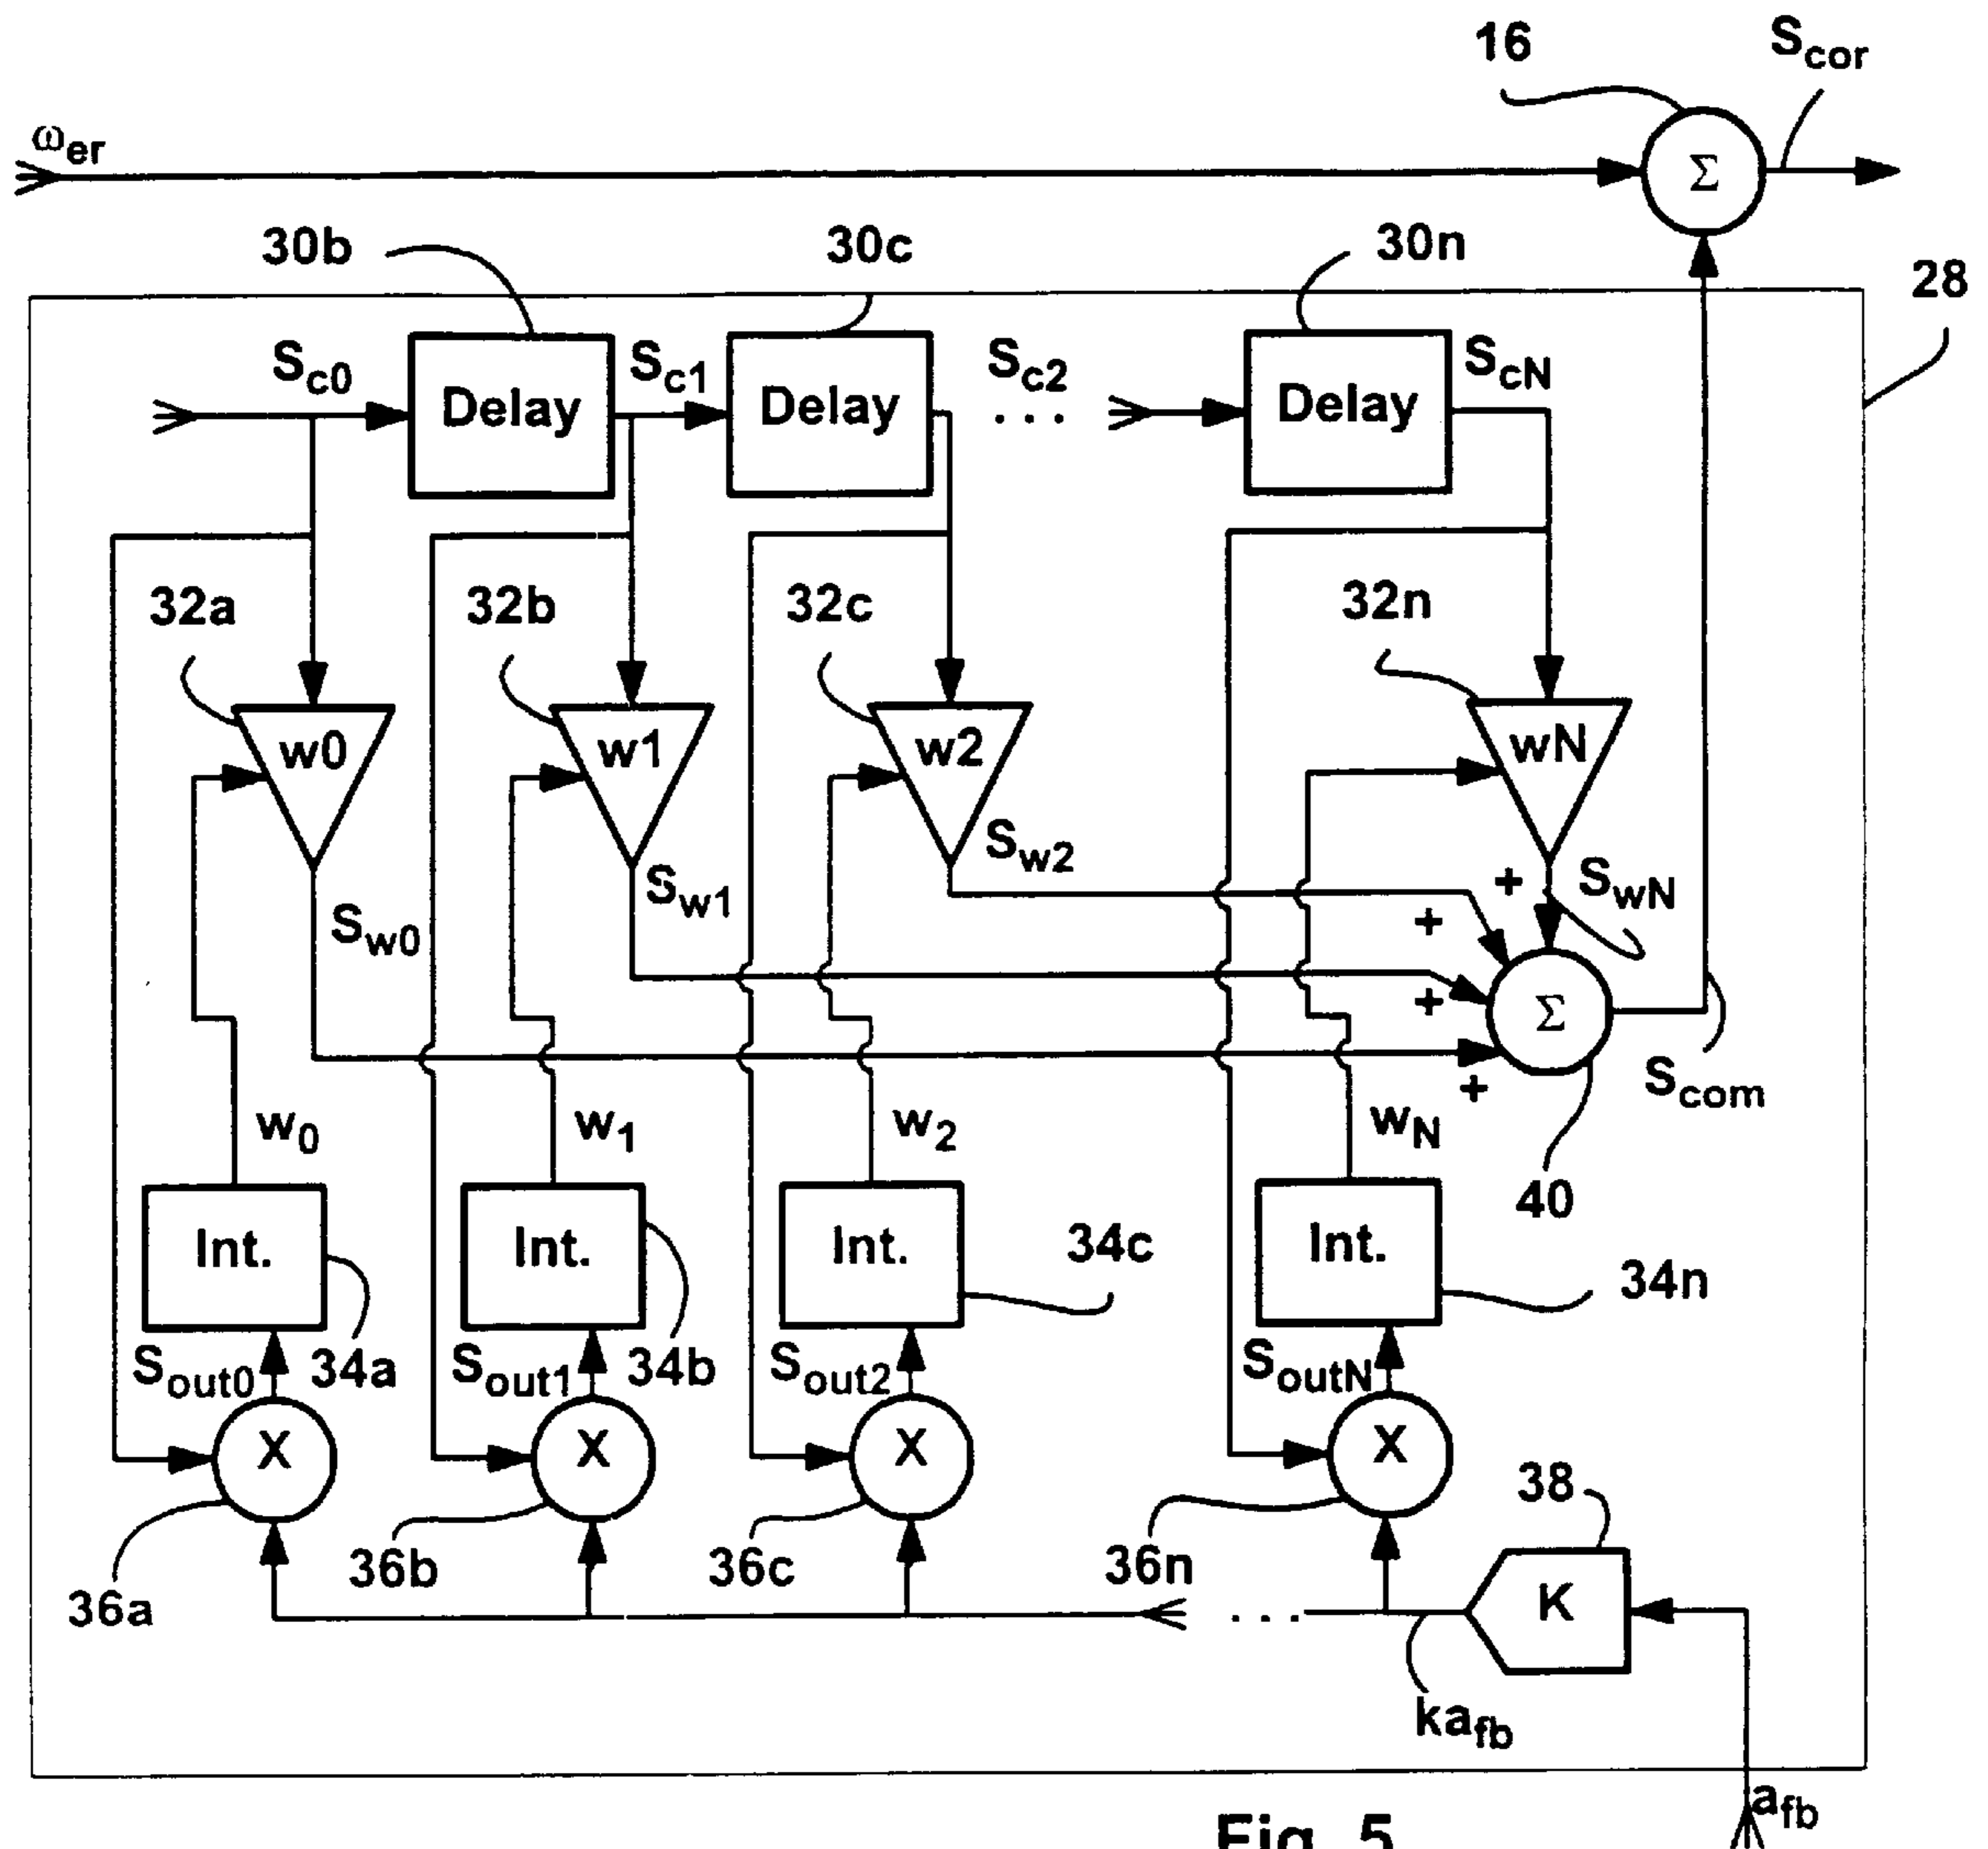 16
S_cor
ω_er
Σ
30b
30c
30n
28
S_c0
Delay
S_c1
Delay
S_c2
. . .
Delay
S_cN
32a
32b
32c
32n
w0
w1
w2
wN
S_w0
S_w1
S_w2
+
S_wN
+
+
+
Σ
S_com
40
w_0
w_1
w_2
w_N
Int.
Int.
Int.
Int.
34a
34b
34c
34n
S_out0
S_out1
S_out2
S_outN
X
X
X
X
36a
36b
36c
36n
38
K
. . .
ka_fb
a_fb
Fig. 5